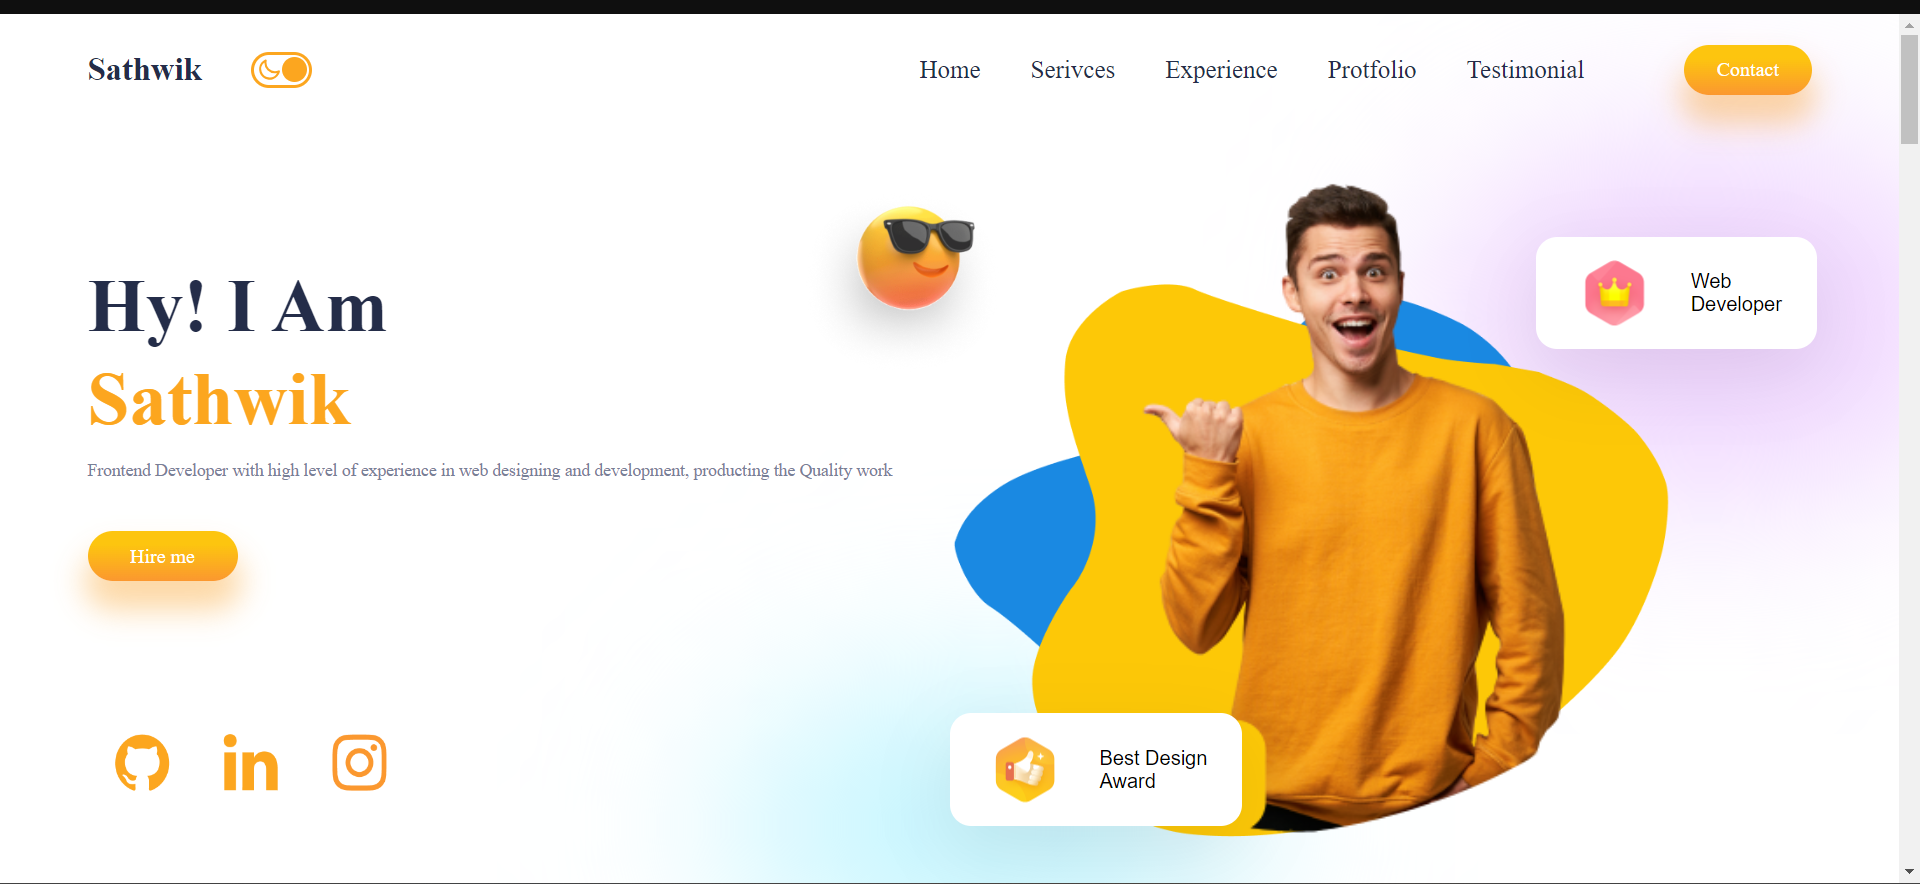 Sathwik
Home Serivces Experience Protfolio Testimonial Contact
Hy! I Am
Sathwik
Frontend Developer with high level of experience in web designing and development, producting the Quality work
Hire me
Web
Developer
Best Design
Award
in